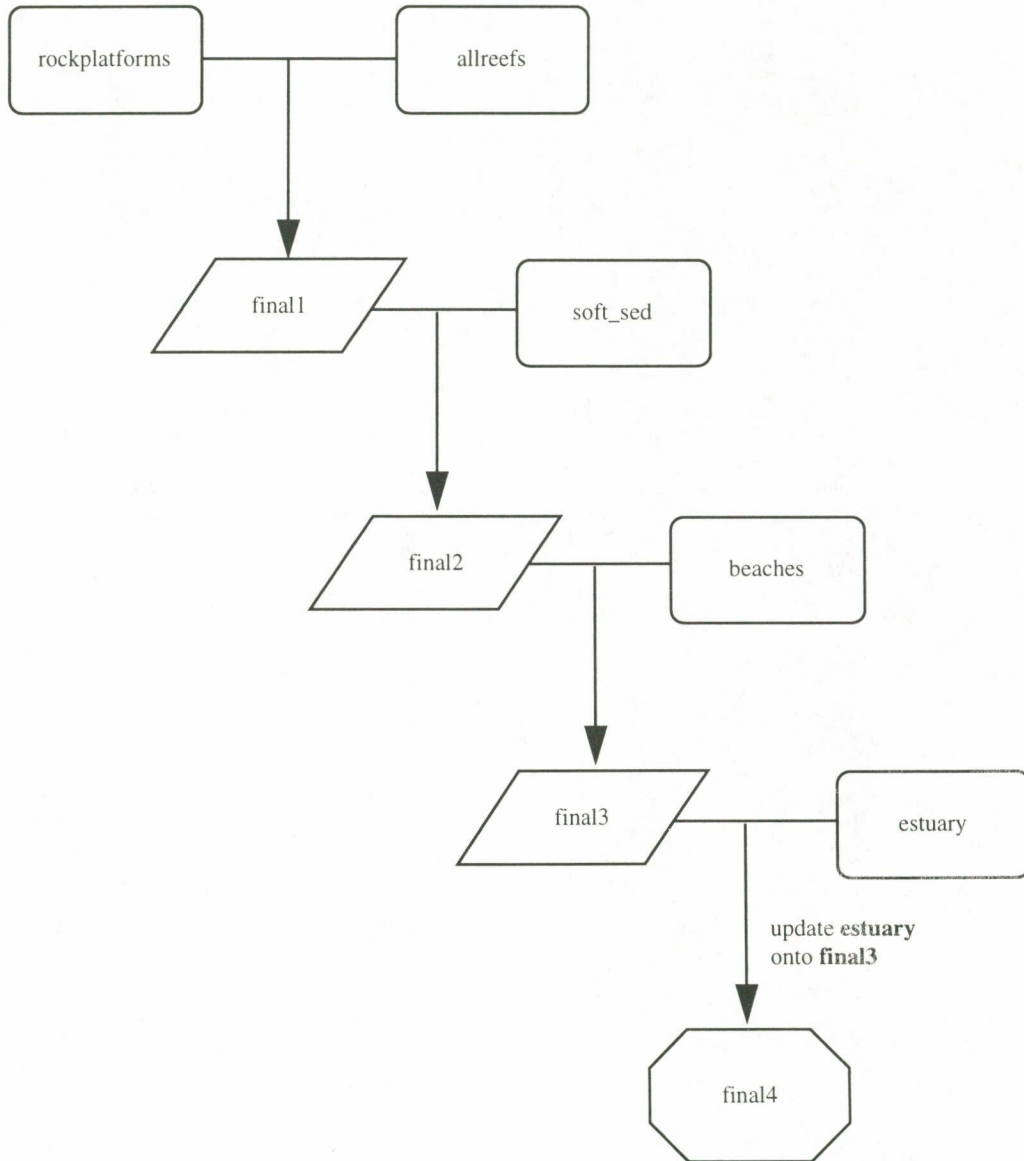 rockplatforms
allreefs
final1
soft_sed
final2
beaches
final3
estuary
update estuary
onto final3
final4